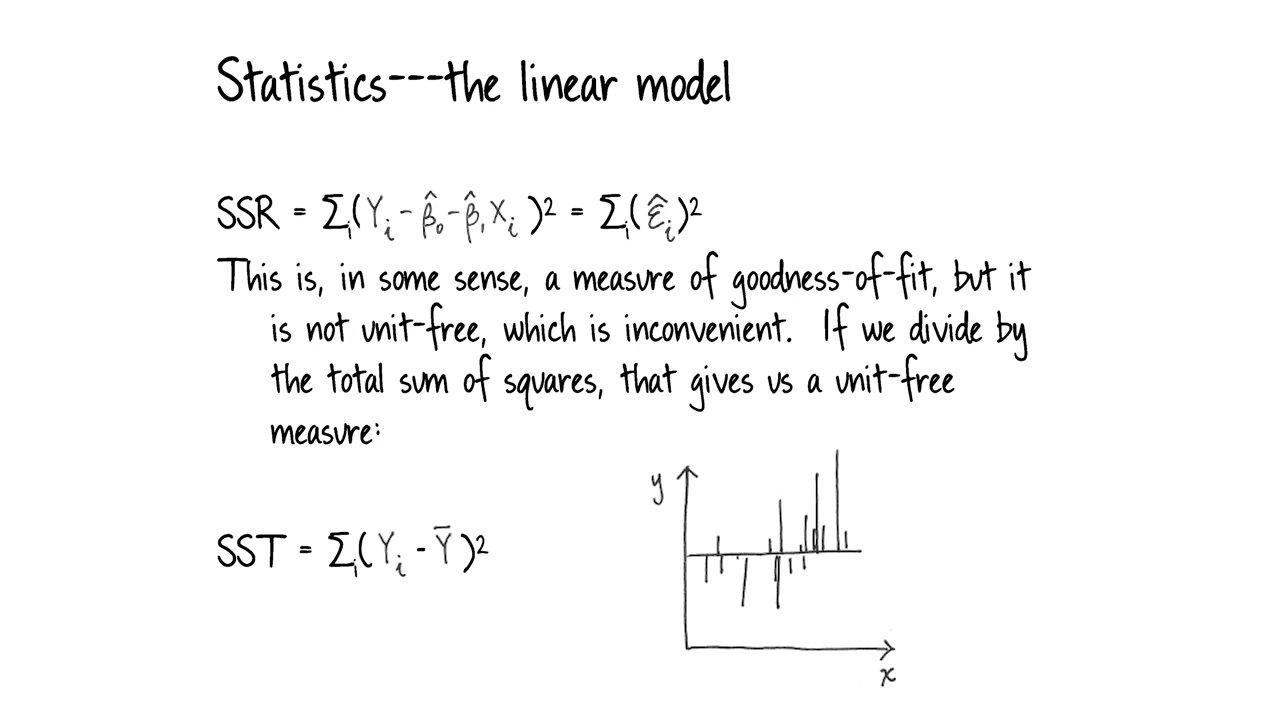 Statistics---the linear model
SSR = Σᵢ(Yᵢ - β̂₀ - β̂₁Xᵢ)² = Σᵢ(ε̂ᵢ)²
This is, in some sense, a measure of goodness-of-fit, but it
is not unit-free, which is inconvenient. If we divide by
the total sum of squares, that gives us a unit-free
measure:
y
SST = Σᵢ(Yᵢ - Ȳ)²
x